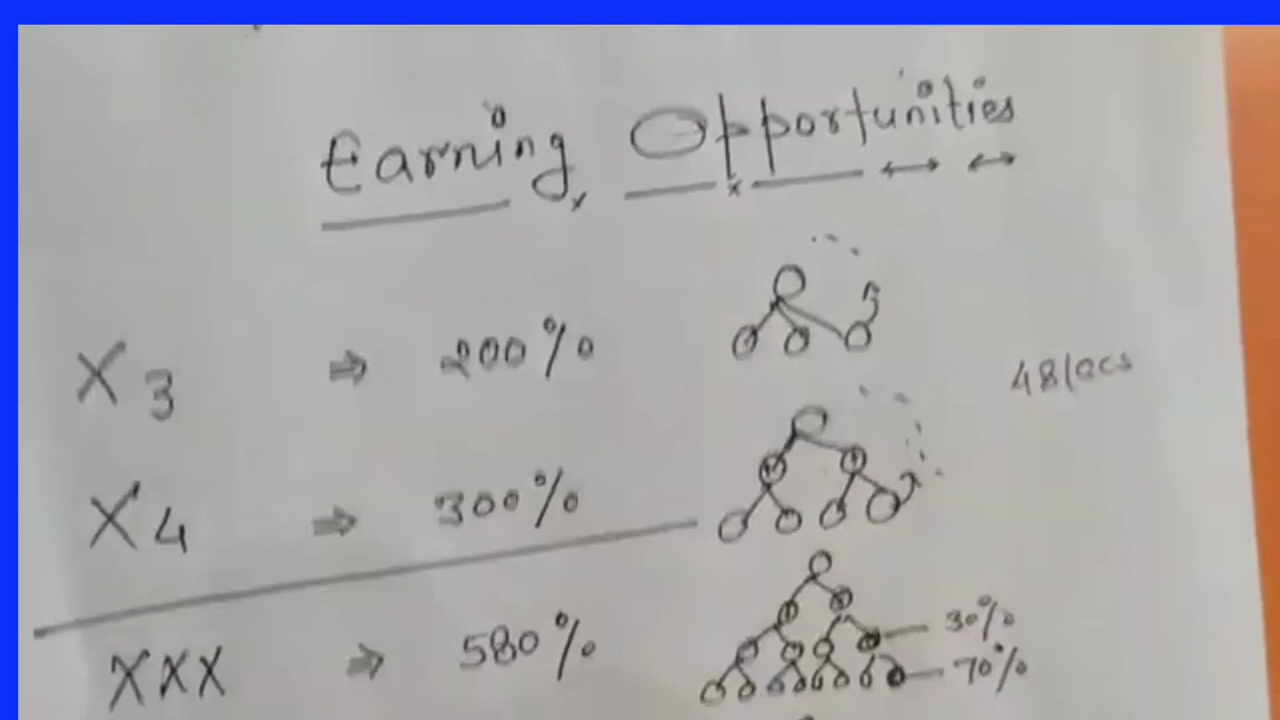 Earning Opportunities
X3 ⇒ 200%
48lacs
X4 ⇒ 300%
XXX ⇒ 580%
30%
70%